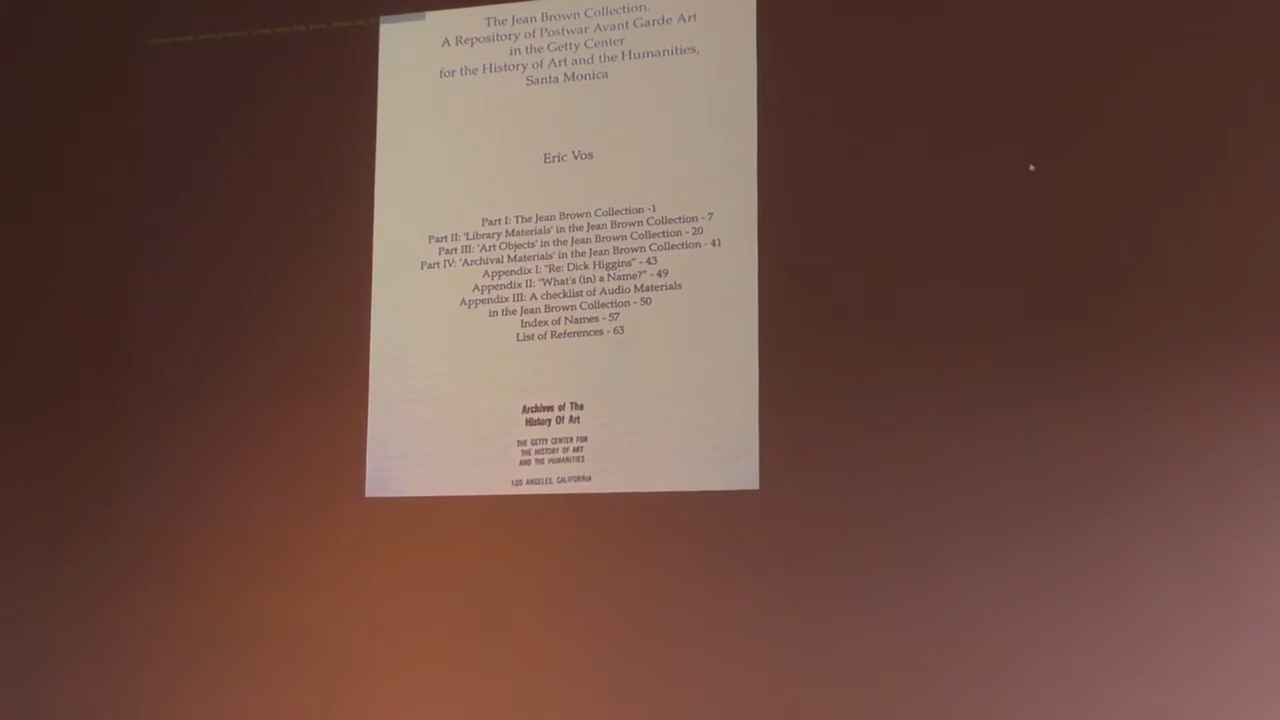 The Jean Brown Collection.
A Repository of Postwar Avant Garde Art
in the Getty Center
for the History of Art and the Humanities,
Santa Monica
Eric Vos
Part I: The Jean Brown Collection -1
Part II: 'Library Materials' in the Jean Brown Collection - 7
Part III: 'Art Objects' in the Jean Brown Collection - 20
Part IV: 'Archival Materials' in the Jean Brown Collection - 41
Appendix I: "Re: Dick Higgins" - 43
Appendix II: "What's (in) a Name?" - 49
Appendix III: A checklist of Audio Materials
in the Jean Brown Collection - 50
Index of Names - 57
List of References - 63
Archives of The
History Of Art
THE GETTY CENTER FOR
THE HISTORY OF ART
AND THE HUMANITIES
LOS ANGELES, CALIFORNIA